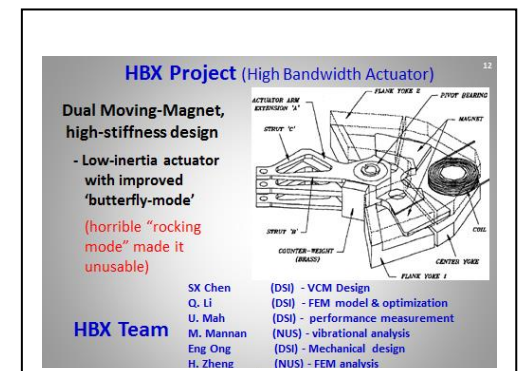 12
HBX Project (High Bandwidth Actuator)
Dual Moving-Magnet,
high-stiffness design
- Low-inertia actuator
with improved
'butterfly-mode'
(horrible "rocking
mode" made it
unusable)
ACTUATOR ARM
EXTENSION 'A'
FLANK YOKE 2
PIVOT BEARING
MAGNET
STRUT 'C'
STRUT 'B'
COUNTER-WEIGHT
(BRASS)
COIL
CENTER YOKE
FLANK YOKE 1
HBX Team
SX Chen (DSI) - VCM Design
Q. Li (DSI) - FEM model & optimization
U. Mah (DSI) - performance measurement
M. Mannan (NUS) - vibrational analysis
Eng Ong (DSI) - Mechanical design
H. Zheng (NUS) - FEM analysis